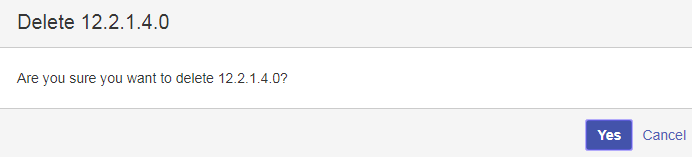 Delete 12.2.1.4.0
Are you sure you want to delete 12.2.1.4.0?
Yes Cancel